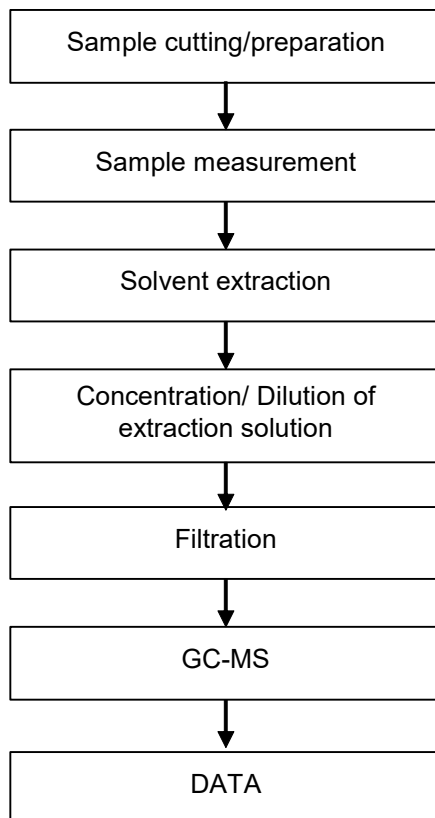 Sample cutting/preparation
Sample measurement
Solvent extraction
Concentration/ Dilution of
extraction solution
Filtration
GC-MS
DATA